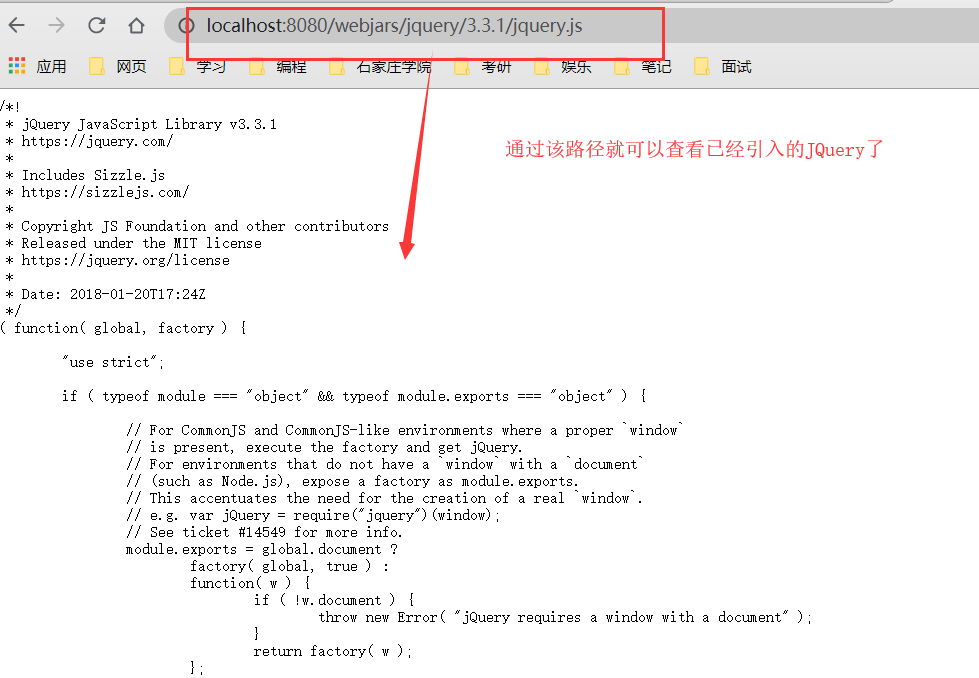 localhost:8080/webjars/jquery/3.3.1/jquery.js
应用 网页 学习 编程 石家庄学院 考研 娱乐 笔记 面试
/*!
* jQuery JavaScript Library v3.3.1
* https://jquery.com/
*
* Includes Sizzle.js
* https://sizzlejs.com/
*
* Copyright JS Foundation and other contributors
* Released under the MIT license
* https://jquery.org/license
*
* Date: 2018-01-20T17:24Z
*/
通过该路径就可以查看已经引入的JQuery了
( function( global, factory ) {
"use strict";
if ( typeof module === "object" && typeof module.exports === "object" ) {
// For CommonJS and CommonJS-like environments where a proper `window`
// is present, execute the factory and get jQuery.
// For environments that do not have a `window` with a `document`
// (such as Node.js), expose a factory as module.exports.
// This accentuates the need for the creation of a real `window`.
// e.g. var jQuery = require("jquery")(window);
// See ticket #14549 for more info.
module.exports = global.document ?
factory( global, true ) :
function( w ) {
if ( !w.document ) {
throw new Error( "jQuery requires a window with a document" );
}
return factory( w );
};